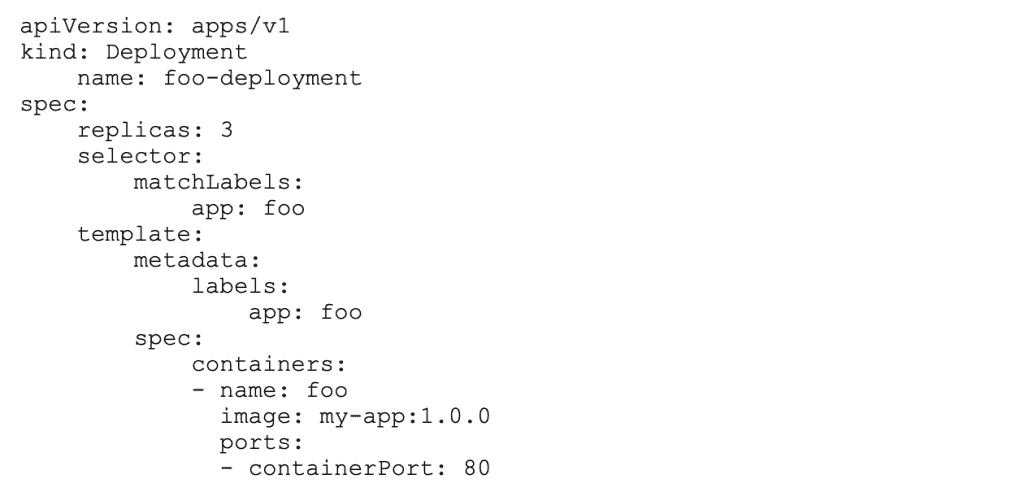 apiVersion: apps/v1
kind: Deployment
    name: foo-deployment
spec:
    replicas: 3
    selector:
        matchLabels:
            app: foo
    template:
        metadata:
            labels:
                app: foo
        spec:
            containers:
            - name: foo
              image: my-app:1.0.0
              ports:
              - containerPort: 80